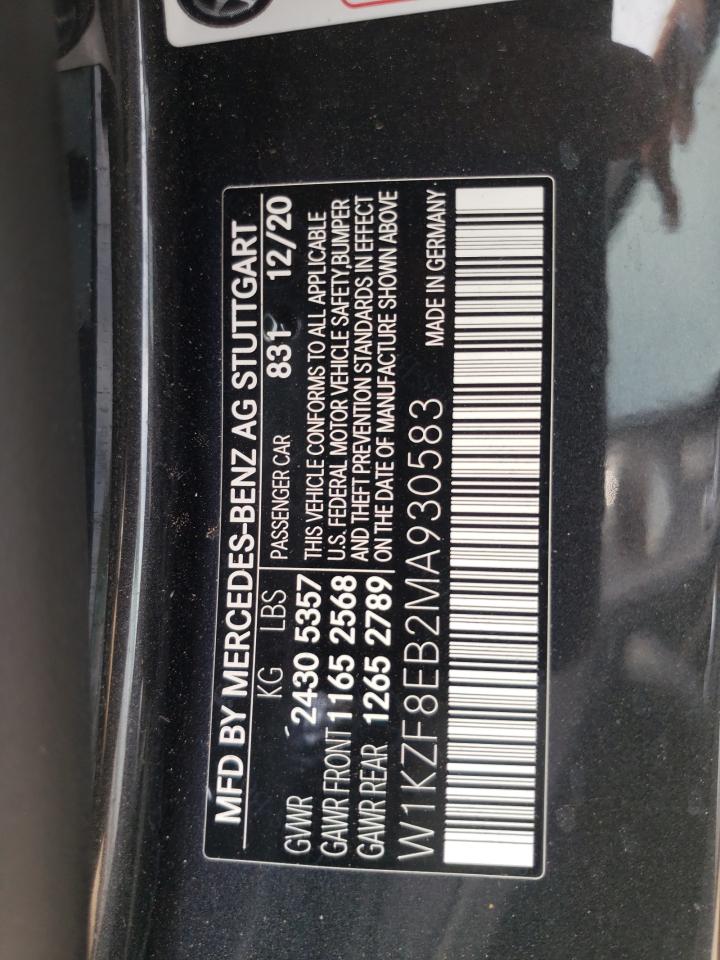 MFD BY MERCEDES-BENZ AG STUTTGART
KG LBS
GVWR 2430 5357
GAWR FRONT 1165 2568
GAWR REAR 1265 2789
PASSENGER CAR 831 12/20
THIS VEHICLE CONFORMS TO ALL APPLICABLE
U.S. FEDERAL MOTOR VEHICLE SAFETY, BUMPER
AND THEFT PREVENTION STANDARDS IN EFFECT
ON THE DATE OF MANUFACTURE SHOWN ABOVE
W1KZF8EB2MA930583 MADE IN GERMANY